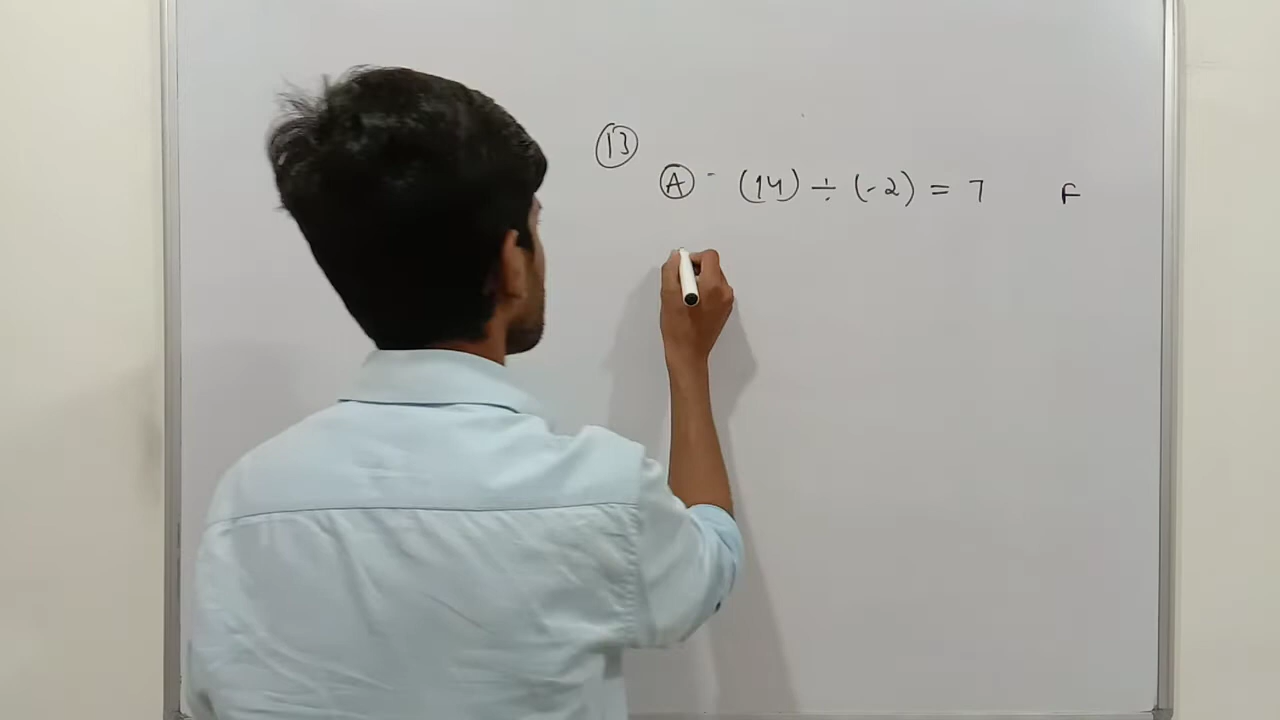 13
A - (14) ÷ (-2) = 7 F